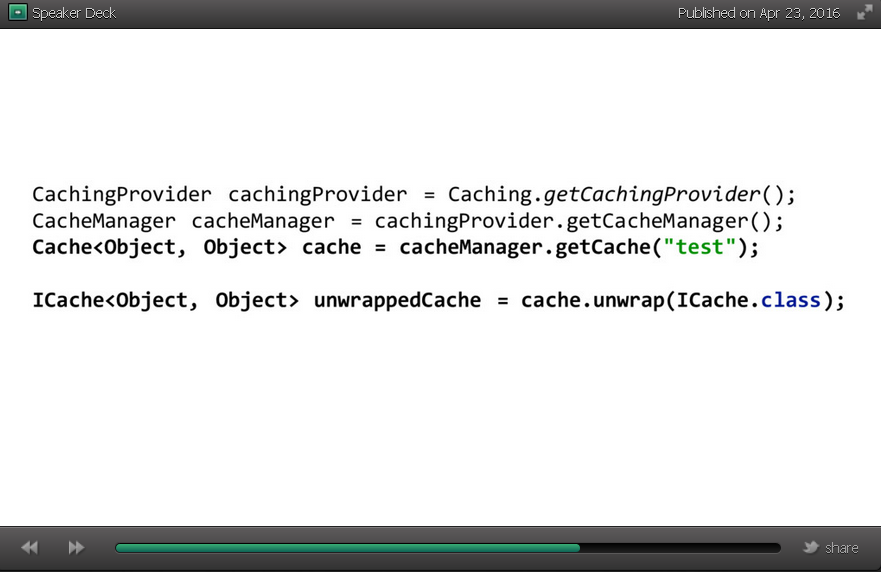 Speaker Deck
Published on Apr 23, 2016
CachingProvider cachingProvider = Caching.getCachingProvider();
CacheManager cacheManager = cachingProvider.getCacheManager();
Cache<Object, Object> cache = cacheManager.getCache("test");
ICache<Object, Object> unwrappedCache = cache.unwrap(ICache.class);
share